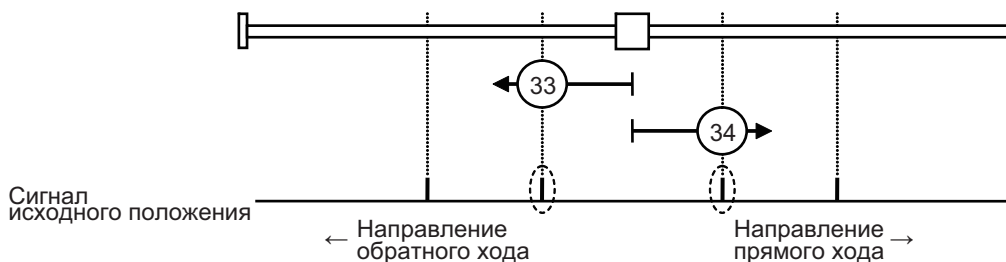 33
34
Сигнал
исходного положения
← Направление
обратного хода
Направление →
прямого хода